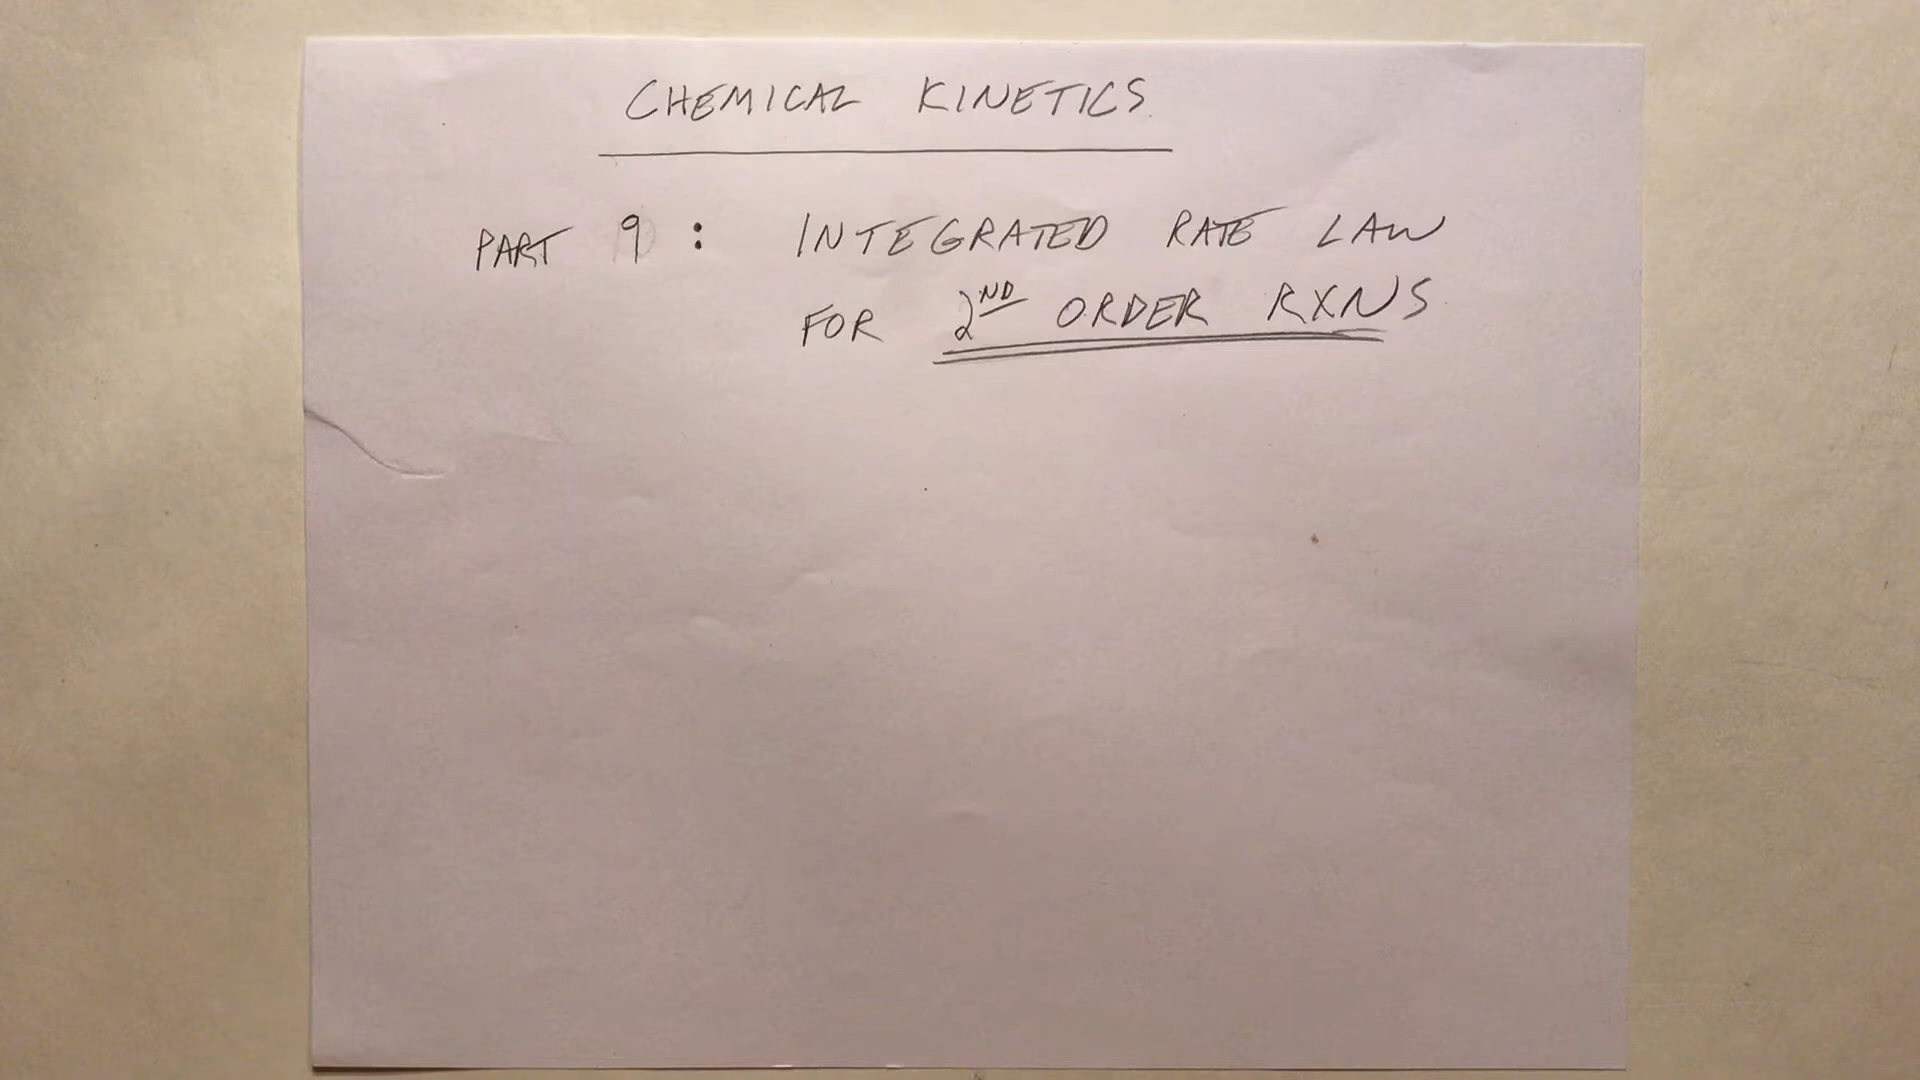 CHEMICAL KINETICS
PART 9 : INTEGRATED RATE LAW
FOR 2ND ORDER RXNS